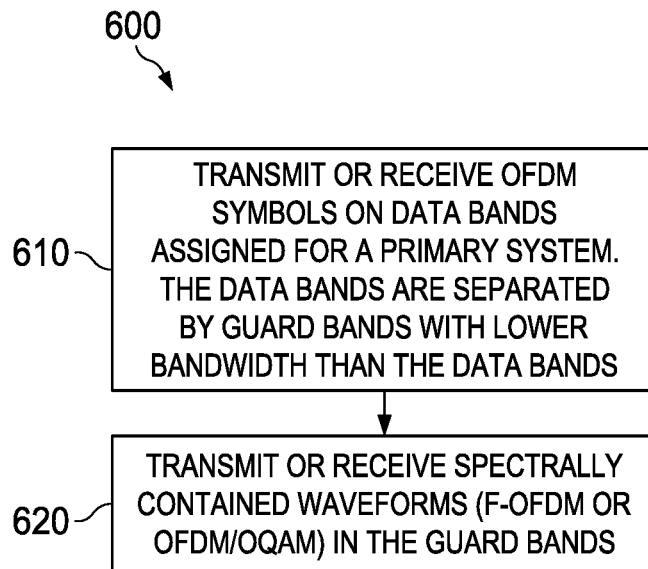 600
610
TRANSMIT OR RECEIVE OFDM
SYMBOLS ON DATA BANDS
ASSIGNED FOR A PRIMARY SYSTEM.
THE DATA BANDS ARE SEPARATED
BY GUARD BANDS WITH LOWER
BANDWIDTH THAN THE DATA BANDS
620
TRANSMIT OR RECEIVE SPECTRALLY
CONTAINED WAVEFORMS (F-OFDM OR
OFDM/OQAM) IN THE GUARD BANDS